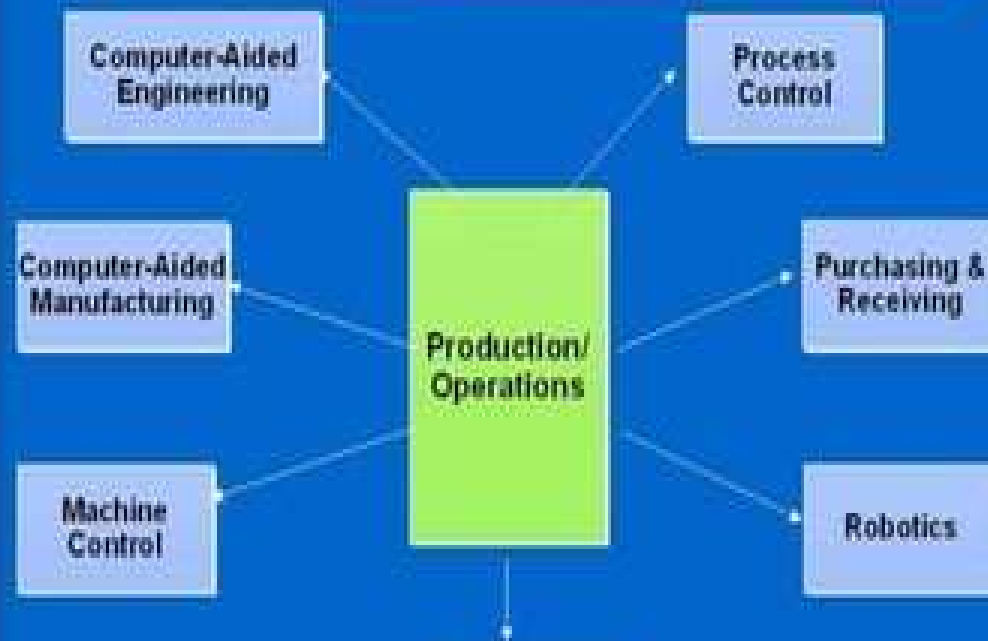 Computer-Aided
Engineering
Process
Control
Computer-Aided
Manufacturing
Purchasing &
Receiving
Production/
Operations
Machine
Control
Robotics